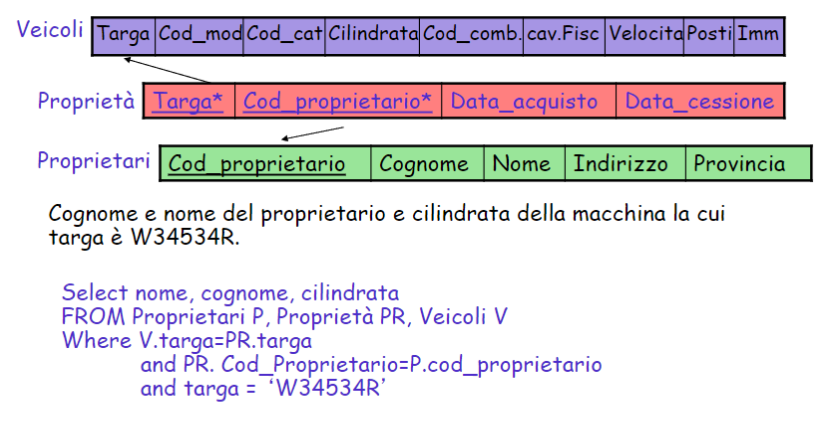 Veicoli Targa Cod_mod Cod_cat Cilindrata Cod_comb. cav.Fisc Velocita Posti Imm
Proprietà Targa* Cod_proprietario* Data_acquisto Data_cessione
Proprietari Cod_proprietario Cognome Nome Indirizzo Provincia
Cognome e nome del proprietario e cilindrata della macchina la cui
targa è W34534R.
Select nome, cognome, cilindrata
FROM Proprietari P, Proprietà PR, Veicoli V
Where V.targa=PR.targa
and PR. Cod_Proprietario=P.cod_proprietario
and targa = ‘W34534R’